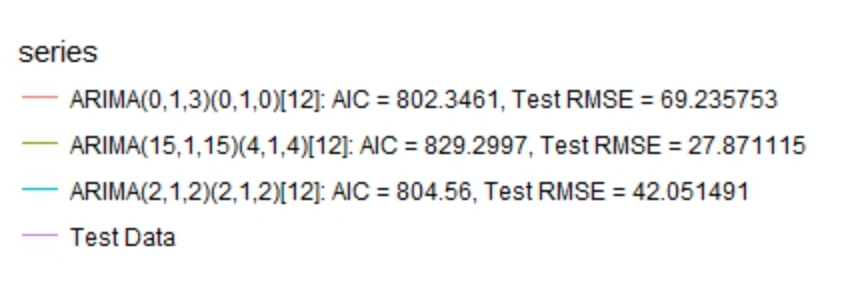 series
ARIMA(0,1,3)(0,1,0)[12]: AIC = 802.3461, Test RMSE = 69.235753
ARIMA(15,1,15)(4,1,4)[12]: AIC = 829.2997, Test RMSE = 27.871115
ARIMA(2,1,2)(2,1,2)[12]: AIC = 804.56, Test RMSE = 42.051491
Test Data